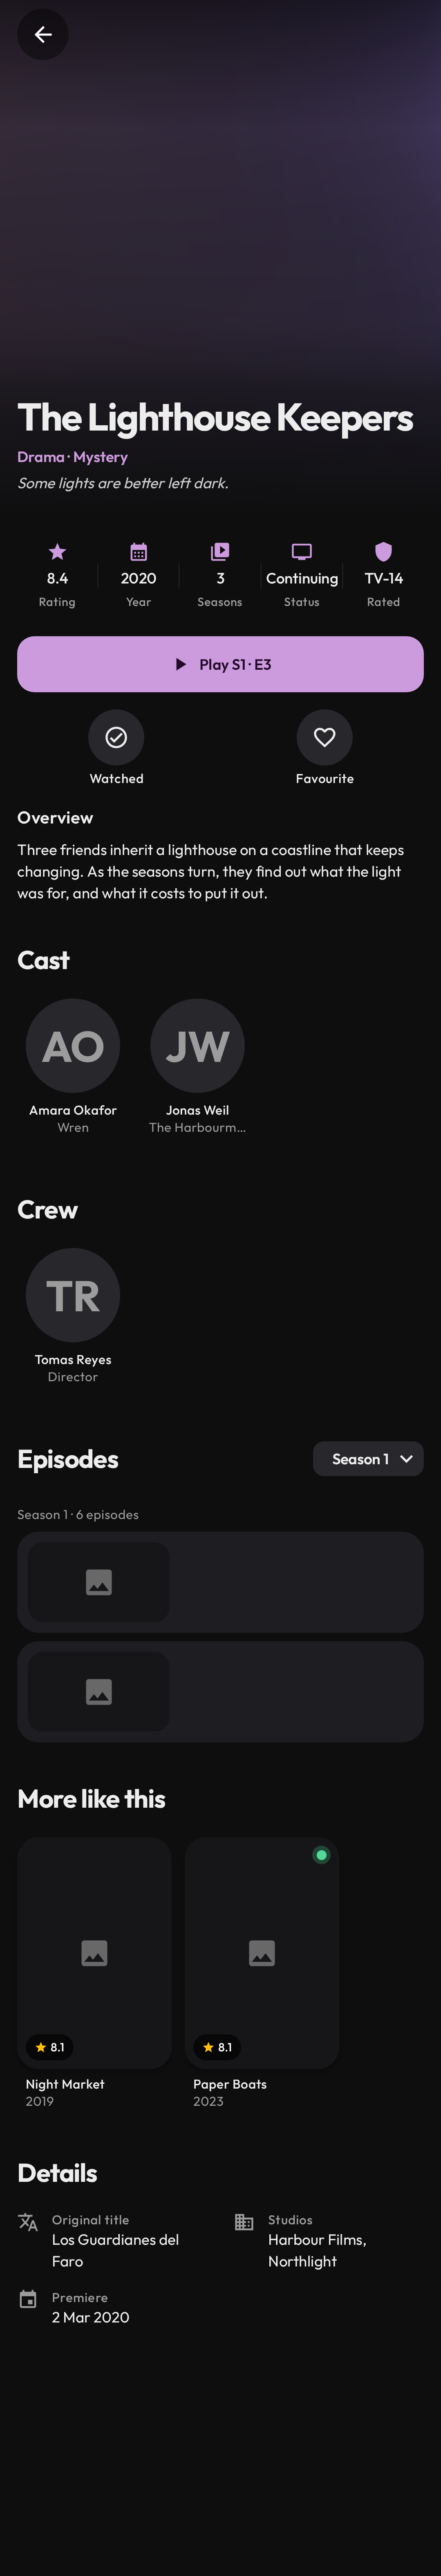 The Lighthouse Keepers
Drama · Mystery
Some lights are better left dark.
8.4
Rating
2020
Year
3
Seasons
Continuing
Status
TV-14
Rated
Play S1 · E3
Watched
Favourite
Overview
Three friends inherit a lighthouse on a coastline that keeps
changing. As the seasons turn, they find out what the light
was for, and what it costs to put it out.
Cast
AO
Amara Okafor
Wren
JW
Jonas Weil
The Harbourm...
Crew
TR
Tomas Reyes
Director
Episodes
Season 1
Season 1 · 6 episodes
More like this
8.1
Night Market
2019
8.1
Paper Boats
2023
Details
Original title
Los Guardianes del
Faro
Studios
Harbour Films,
Northlight
Premiere
2 Mar 2020